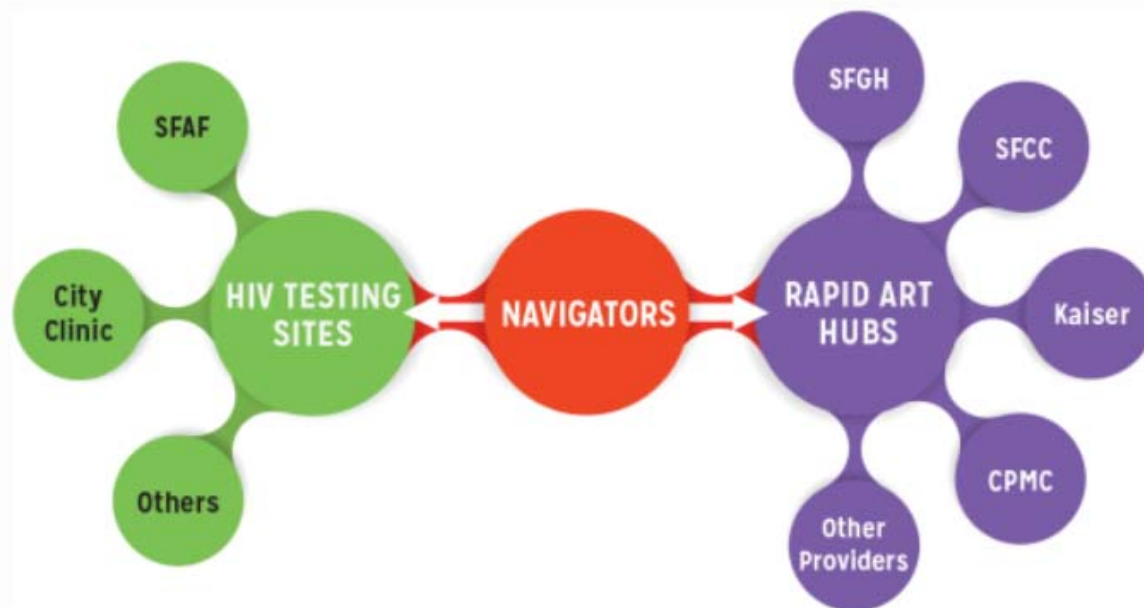 SFAF
City
Clinic
Others
HIV TESTING
SITES
NAVIGATORS
RAPID ART
HUBS
SFGH
SFCC
Kaiser
CPMC
Other
Providers